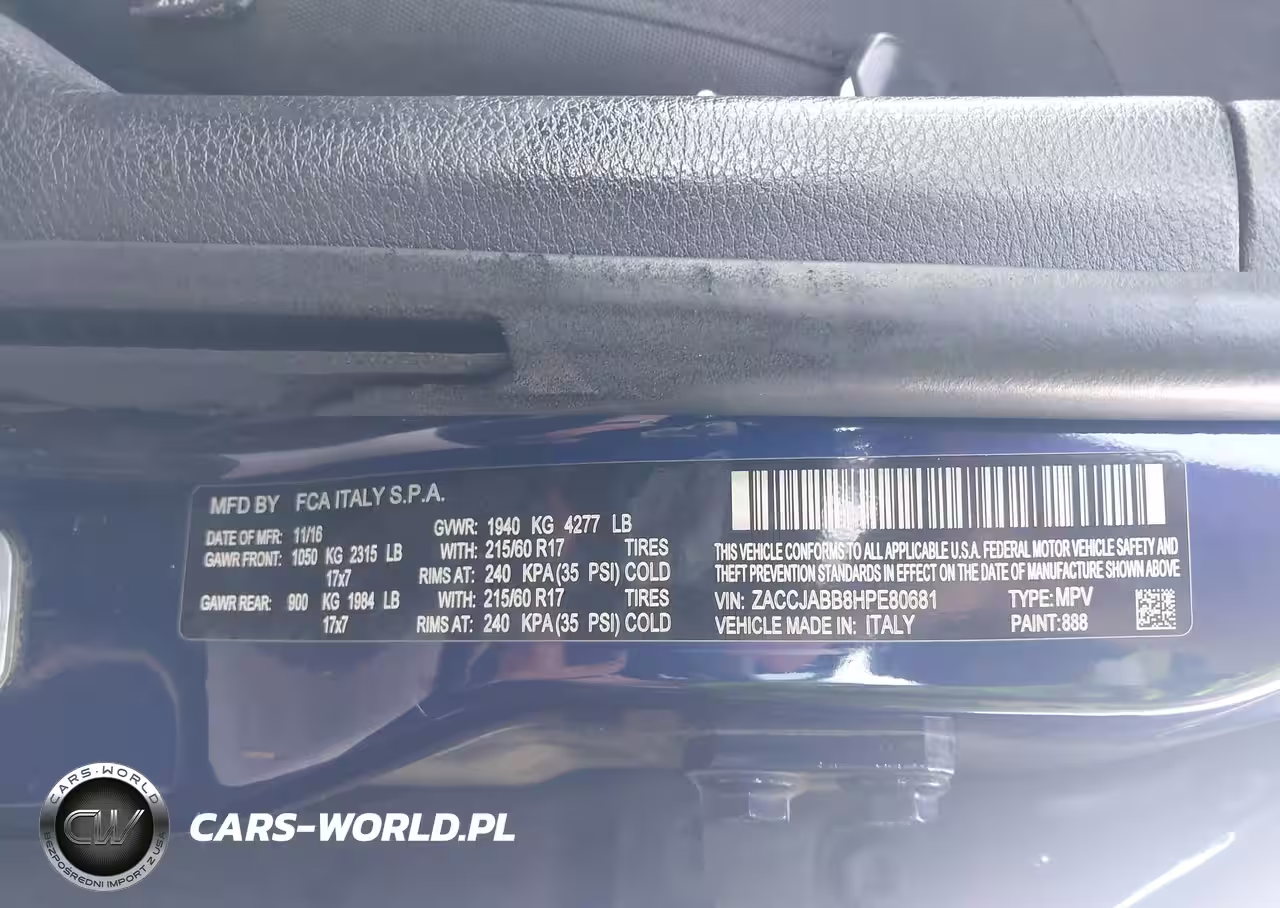 MFD BY FCA ITALY S.P.A.
DATE OF MFR: 11/16 GVWR: 1940 KG 4277 LB
GAWR FRONT: 1050 KG 2315 LB WITH: 215/60 R17 TIRES
17x7 RIMS AT: 240 KPA (35 PSI) COLD
GAWR REAR: 900 KG 1984 LB WITH: 215/60 R17 TIRES
17x7 RIMS AT: 240 KPA (35 PSI) COLD
THIS VEHICLE CONFORMS TO ALL APPLICABLE U.S.A. FEDERAL MOTOR VEHICLE SAFETY AND
THEFT PREVENTION STANDARDS IN EFFECT ON THE DATE OF MANUFACTURE SHOWN ABOVE
VIN: ZACCJABB8HPE80681 TYPE: MPV
VEHICLE MADE IN: ITALY PAINT: 888
CARS-WORLD
CW
BEZPOŚREDNI IMPORT Z USA
CARS-WORLD.PL